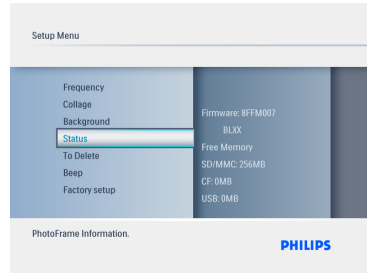 Setup Menu
Frequency
Collage
Background
Status
To Delete
Beep
Factory setup
Firmware: 8FFM007
BLXX
Free Memory
SD/MMC: 256MB
CF: 0MB
USB: 0MB
PhotoFrame Information.
PHILIPS